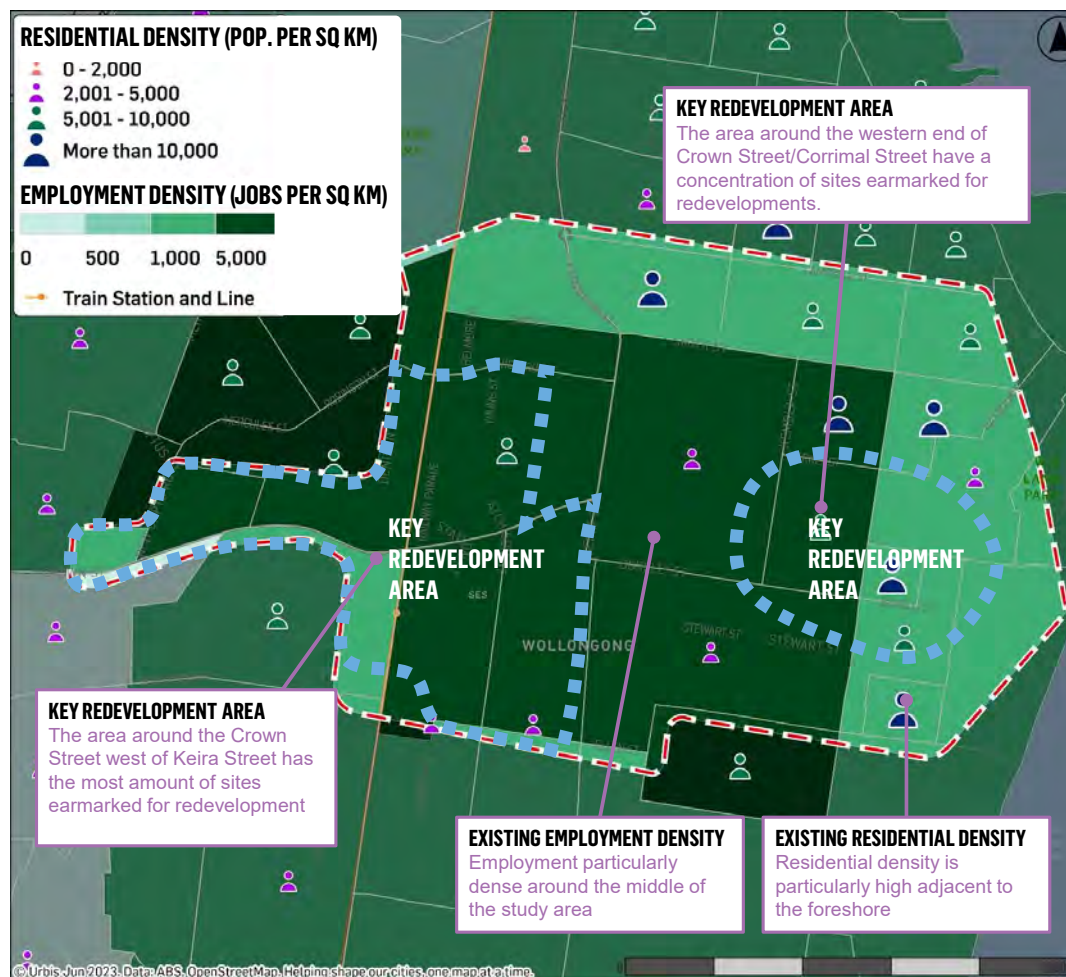 RESIDENTIAL DENSITY (POP. PER SQ KM)
0 - 2,000
2,001 - 5,000
5,001 - 10,000
More than 10,000
EMPLOYMENT DENSITY (JOBS PER SQ KM)
0 500 1,000 5,000
Train Station and Line
KEY REDEVELOPMENT AREA
The area around the western end of
Crown Street/Corrimal Street have a
concentration of sites earmarked for
redevelopments.
KEY
REDEVELOPMENT
AREA
KEY
REDEVELOPMENT
AREA
STEWART ST
STEWART ST
WOLLONGONG
KEY REDEVELOPMENT AREA
The area around the Crown
Street west of Keira Street has
the most amount of sites
earmarked for redevelopment
EXISTING EMPLOYMENT DENSITY
Employment particularly
dense around the middle of
the study area
EXISTING RESIDENTIAL DENSITY
Residential density is
particularly high adjacent to
the foreshore
© Urbis Jun 2023. Data: ABS, OpenStreetMap. Helping shape our cities, one map at a time.